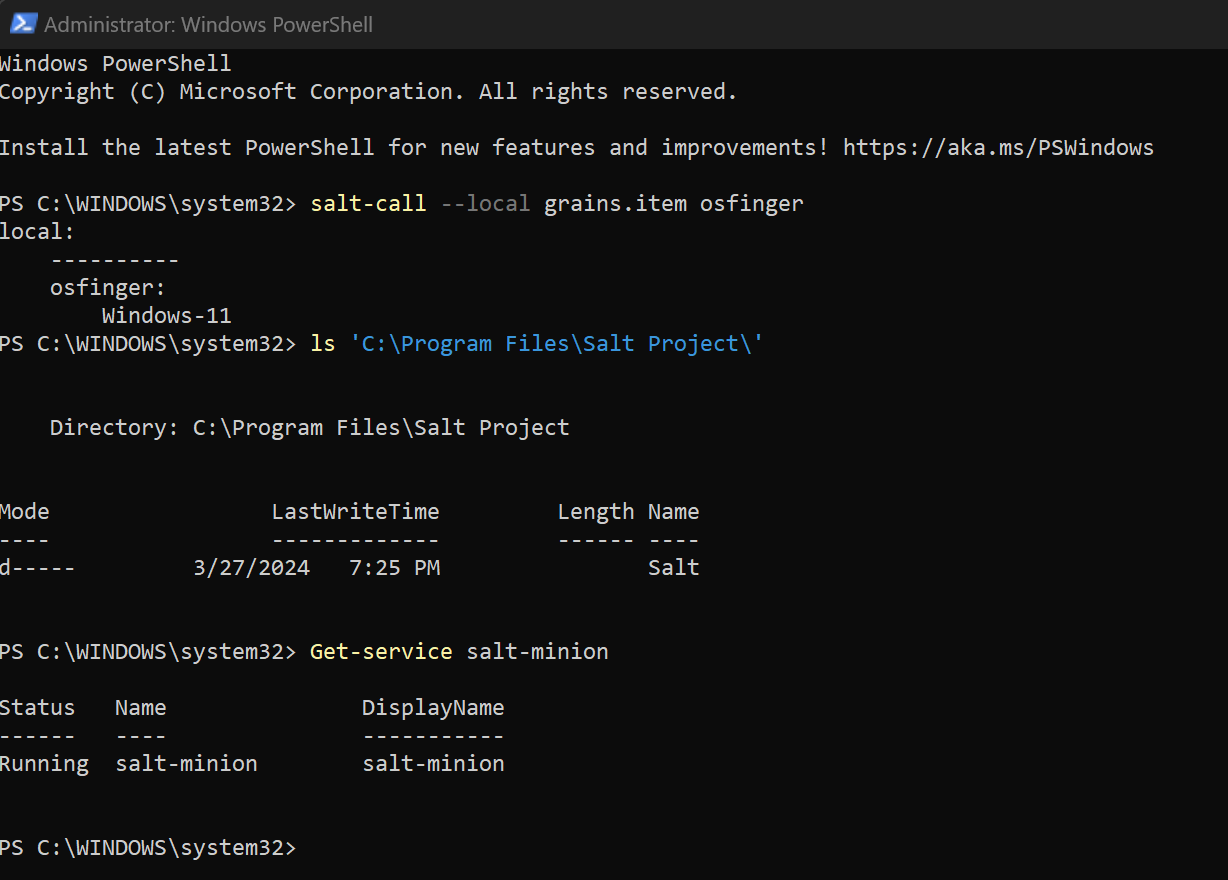 Administrator: Windows PowerShell
Windows PowerShell
Copyright (C) Microsoft Corporation. All rights reserved.
Install the latest PowerShell for new features and improvements! https://aka.ms/PSWindows
PS C:\WINDOWS\system32> salt-call --local grains.item osfinger
local:
    ----------
    osfinger:
        Windows-11
PS C:\WINDOWS\system32> ls 'C:\Program Files\Salt Project\'
    Directory: C:\Program Files\Salt Project
Mode                 LastWriteTime         Length Name
----                 -------------         ------ ----
d-----         3/27/2024   7:25 PM                Salt
PS C:\WINDOWS\system32> Get-service salt-minion
Status   Name               DisplayName
------   ----               -----------
Running  salt-minion        salt-minion
PS C:\WINDOWS\system32>